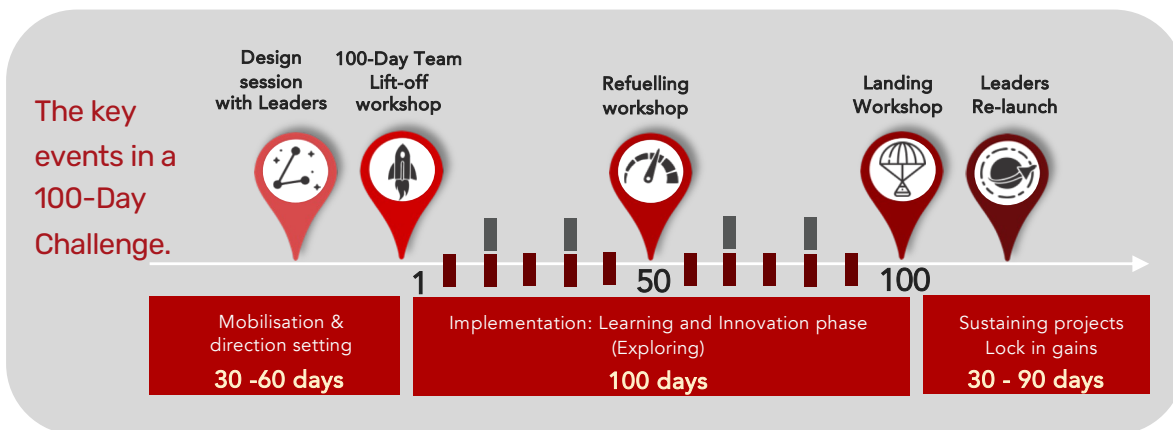 The key
events in a
100-Day
Challenge.
Design
session
with Leaders
100-Day Team
Lift-off
workshop
Refuelling
workshop
Landing
Workshop
Leaders
Re-launch
1
50
100
Mobilisation &
direction setting
30 -60 days
Implementation: Learning and Innovation phase
(Exploring)
100 days
Sustaining projects
Lock in gains
30 - 90 days